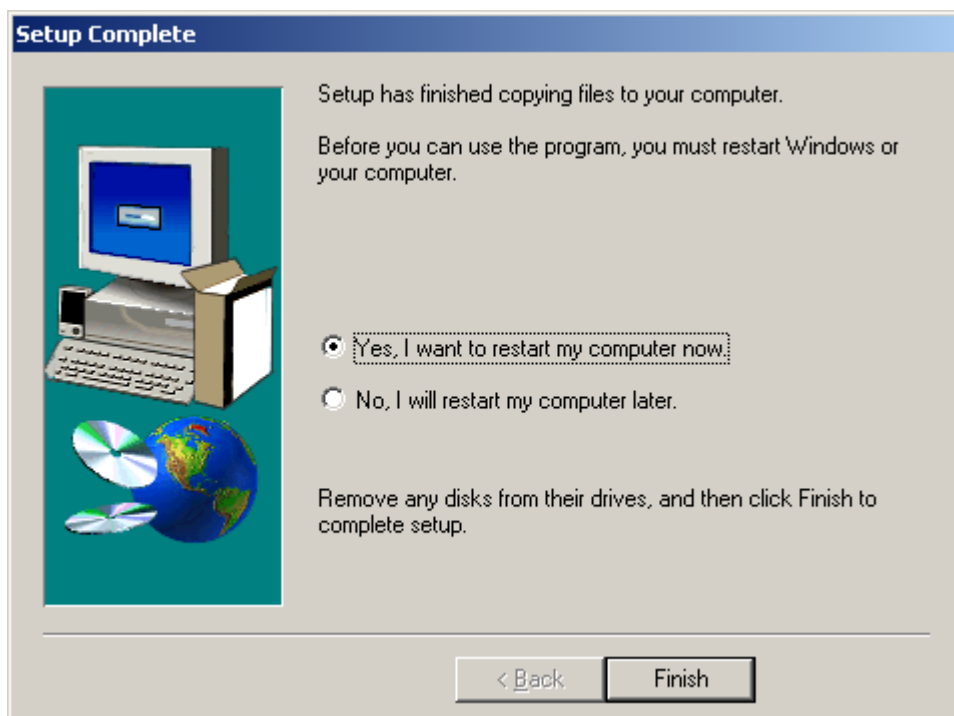 Setup Complete
Setup has finished copying files to your computer.
Before you can use the program, you must restart Windows or
your computer.
Yes, I want to restart my computer now.
No, I will restart my computer later.
Remove any disks from their drives, and then click Finish to
complete setup.
< Back
Finish